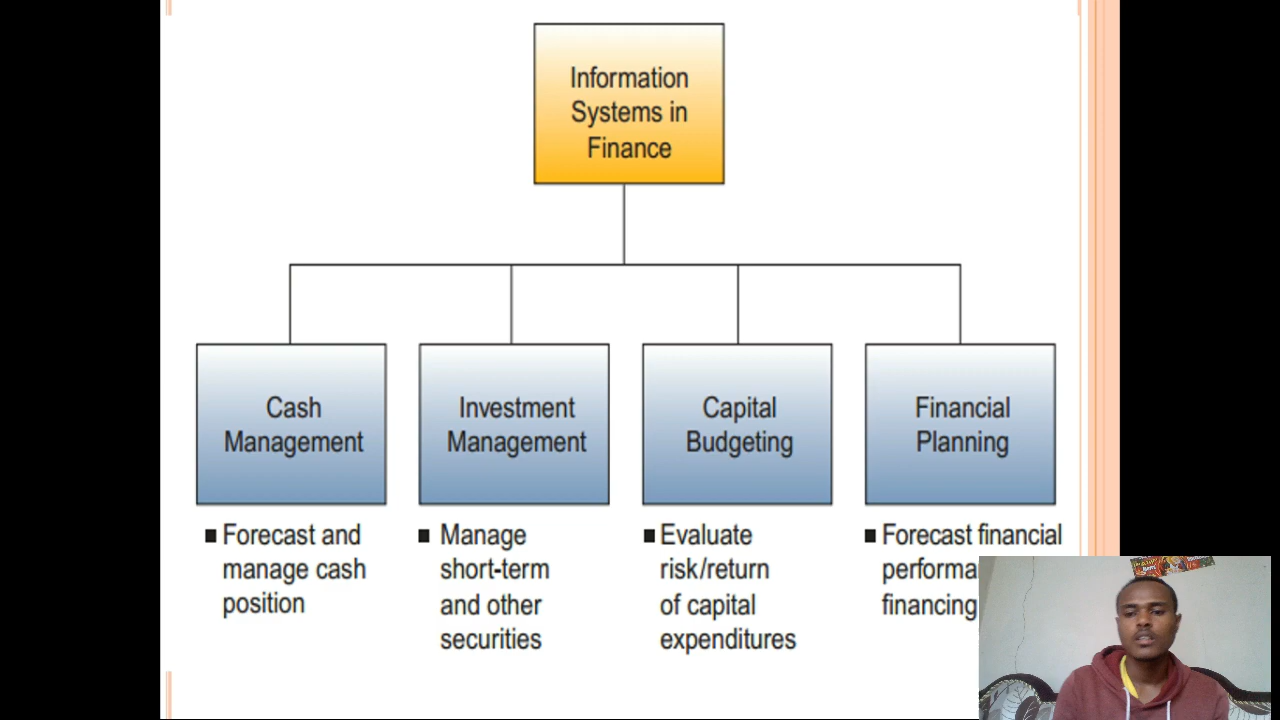 Information
Systems in
Finance
Cash
Management
Investment
Management
Capital
Budgeting
Financial
Planning
■ Forecast and
manage cash
position
■ Manage
short-term
and other
securities
■ Evaluate
risk/return
of capital
expenditures
■ Forecast financial
financing